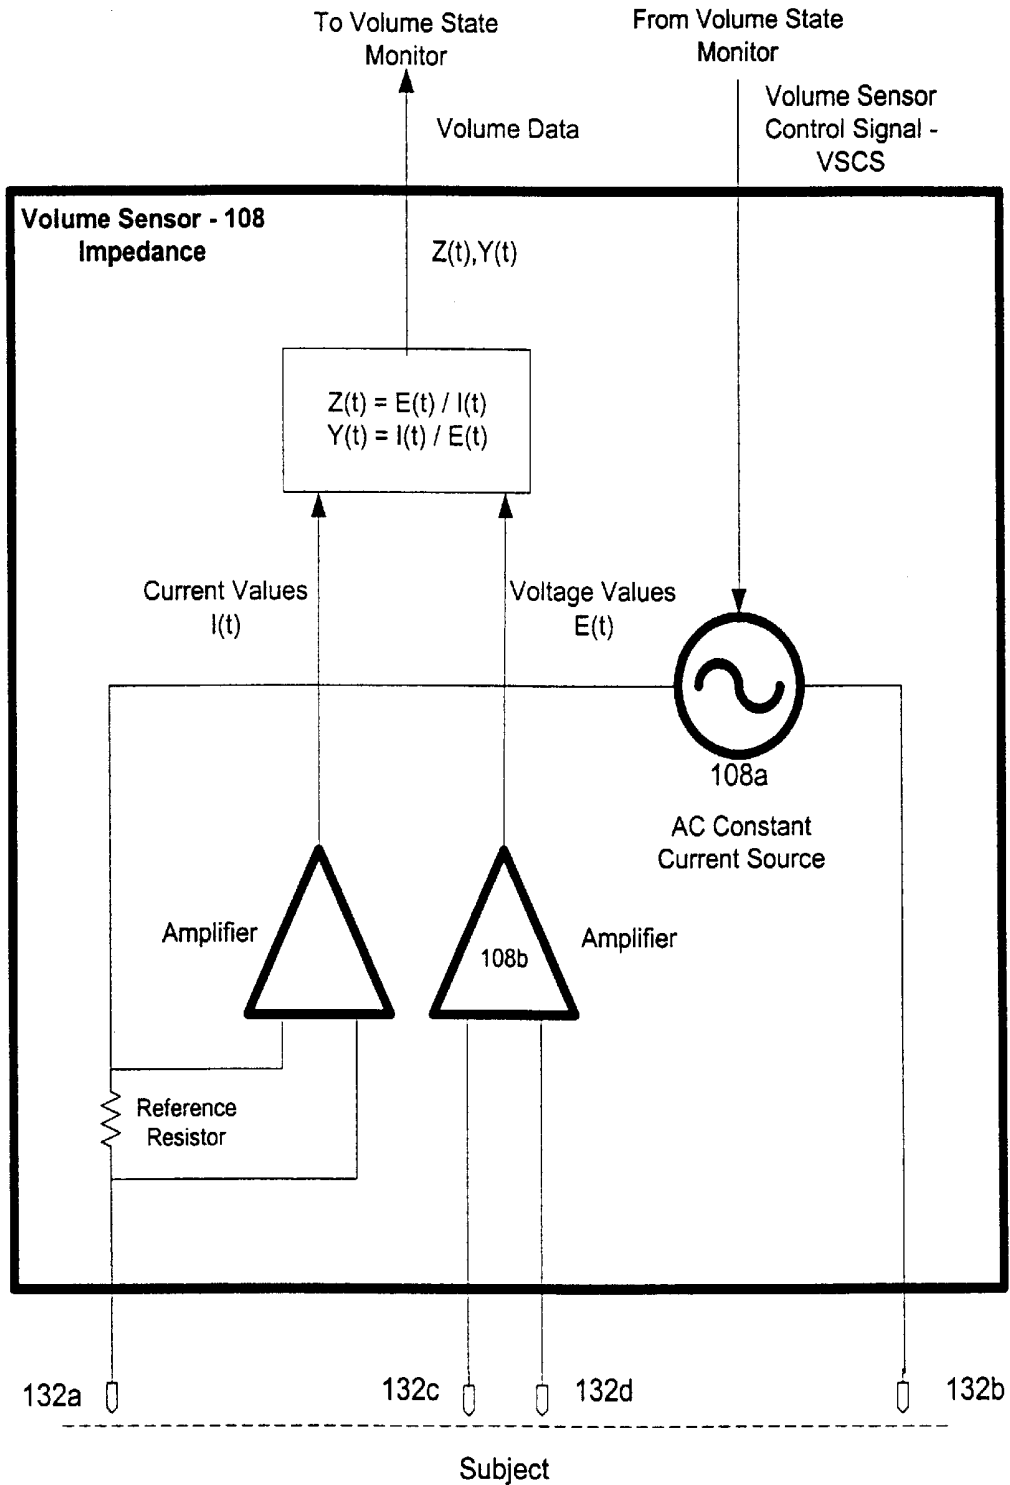 To Volume State
Monitor
From Volume State
Monitor
Volume Data
Volume Sensor
Control Signal -
VSCS
Volume Sensor - 108
Impedance
Z(t),Y(t)
Z(t) = E(t) / I(t)
Y(t) = I(t) / E(t)
Current Values
I(t)
Voltage Values
E(t)
108a
AC Constant
Current Source
Amplifier
108b
Amplifier
Reference
Resistor
132a
132c
132d
132b
Subject